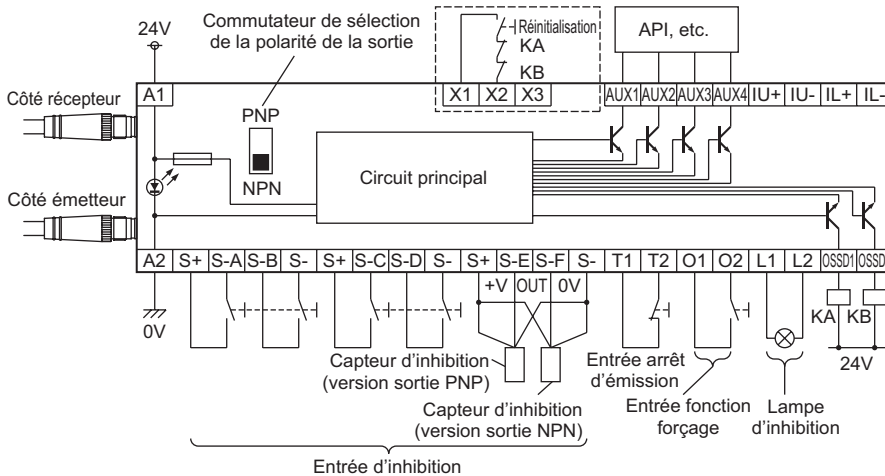 Commutateur de sélection
de la polarité de la sortie
24V
Réinitialisation
KA
KB
API, etc.
A1
X1 X2 X3
AUX1 AUX2 AUX3 AUX4 IU+ IU- IL+ IL-
Côté récepteur
PNP
NPN
Circuit principal
Côté émetteur
A2 S+ S-A S-B S- S+ S-C S-D S- S+ S-E S-F S- T1 T2 O1 O2 L1 L2 OSSD1 OSSD
+V OUT 0V
0V
KA KB
24V
Capteur d'inhibition
(version sortie PNP)
Capteur d'inhibition
(version sortie NPN)
Entrée arrêt
d'émission
Entrée fonction
forçage
Lampe
d'inhibition
Entrée d'inhibition